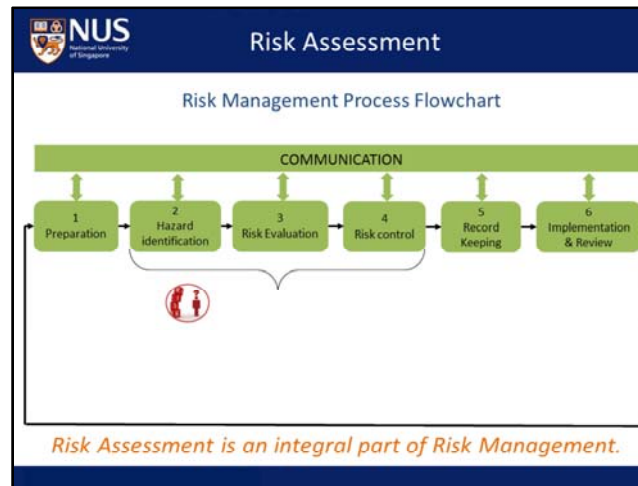 NUS
National University
of Singapore
Risk Assessment
Risk Management Process Flowchart
COMMUNICATION
1
Preparation
2
Hazard
identification
3
Risk Evaluation
4
Risk control
5
Record
Keeping
6
Implementation
& Review
Risk Assessment is an integral part of Risk Management.